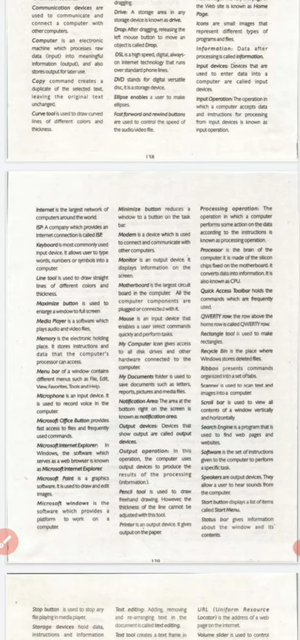 Communication devices are
used to communicate and
connect a computer with
other computers.
Computer is an electronic
machine which processes raw
data (Input) into meaningful
information (output), and also
stores output for later use.
Copy command creates a
duplicate of the selected text,
leaving the original text
unchanged.
Curve tool is used to draw curved
lines of different colors and
thickness.
dragging.
Drive: A storage area in any
storage device is known as drive.
Drop: After dragging, releasing the
left mouse button to move an
object is called Drop.
DSL is a high speed, digital, always-
on Internet technology that runs
over standard phone lines.
DVD stands for digital versatile
disc, it is a storage device.
Ellipse enables a user to make
ellipses.
Fast forward and rewind buttons
are used to control the speed of
the audio video file.
the Web site is known as Home
Page.
Icons are small images that
represent different types of
programs and files.
Information: Data after
processing is called information.
Input devices: Devices that are
used to enter data into a
computer are called input
devices.
Input Operation: The operation in
which a computer accepts data
and instructions for processing
from input devices is known as
input operation.
138
Internet is the largest network of
computers around the world.
ISP: A company which provides an
Internet connection is called ISP.
Keyboard is most commonly used
input device. It allows user to type
words, numbers or symbols into a
computer.
Line tool is used to draw straight
lines of different colors and
thickness.
Maximize button is used to
enlarge a window to full screen
Media Player is a software which
plays audio and video files.
Memory is the electronic holding
place. It stores instructions and
data that the computer's
processor can access.
Menu bar of a window contains
different menus such as File, Edit,
View, Favorites, Tools and Help.
Microphone is an input device. It
is used to record voice in the
computer.
Microsoft Office Button provides
fast access to files and frequently
used commands.
Microsoft Internet Explorer: In
Windows, the software which
serves as a web browser is known
as Microsoft Internet Explorer.
Microsoft Paint is a graphics
software. It is used to draw and edit
images.
Microsoft windows is the
software which provides a
platform to work on a
computer.
Minimize button reduces a
window to a button on the task
bar.
Modem is a device which is used
to connect and communicate with
other computers.
Monitor is an output device. It
displays information on the
screen.
Motherboard is the largest circuit
board in the computer. All the
computer components are
plugged or connected with it.
Mouse is an input device that
enables a user select commands
quickly and perform tasks.
My Computer icon gives access
to all disk drives and other
hardware connected to the
computer.
My Documents folder is used to
save documents such as letters,
reports, pictures and media files.
Notification Area: The area at the
bottom right on the screen is
known as notification area.
Output devices: Devices that
show output are called output
devices.
Output operation: In this
operation, the computer uses
output devices to produce the
results of the processing
(Information).
Pencil tool is used to draw
freehand drawing. However, the
thickness of the line cannot be
adjusted with this tool.
Printer is an output device. It gives
output on the paper.
Processing operation: The
operation in which a computer
performs some action on the data
according to the instructions is
known as processing operation.
Processor is the brain of the
computer. It is made of the silicon
chips fixed on the motherboard. It
converts data into information. It is
also known as CPU.
Quick Access Toolbar holds the
commands which are frequently
used.
QWERTY row: the row above the
home row is called QWERTY row.
Rectangle tool is used to make
rectangles.
Recycle Bin is the place where
Windows stores deleted files.
Ribbon presents commands
organized into a set of tabs.
Scanner is used to scan text and
images into a computer.
Scroll bar is used to view all
contents of a window vertically
and horizontally.
Search Engine is a program that is
used to find web pages and
websites.
Software is the set of instructions
given to the computer to perform
a specific task.
Speakers are output devices. They
allow a user to hear sounds from
the computer.
Start button displays a list of items
called Start Menu.
Status bar gives information
about the window and its
contents.
139
Stop button is used to stop any
file playing in media player.
Storage devices hold data,
instructions and information
Text editing: Adding, removing
and re-arranging text in the
document is called text editing.
Text tool creates a text frame in
URL (Uniform Resource
Locator) is the address of a web
page on the internet.
Volume slider is used to control